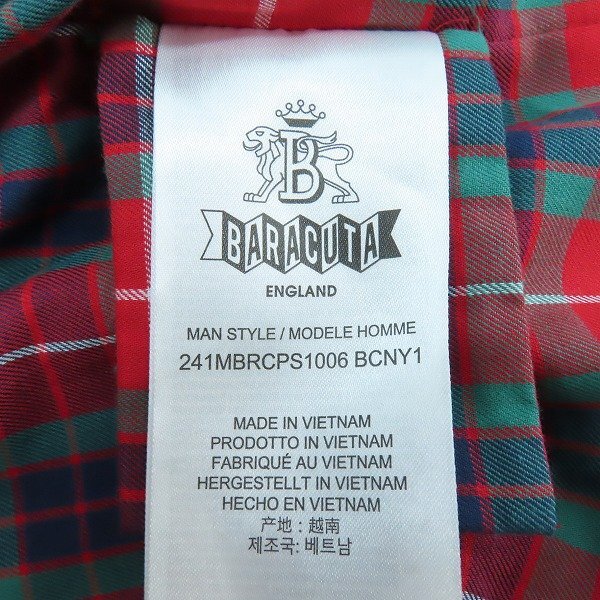 B
BARACUTA
ENGLAND
MAN STYLE / MODELE HOMME
241MBRCPS1006 BCNY1
MADE IN VIETNAM
PRODOTTO IN VIETNAM
FABRIQUÉ AU VIETNAM
HERGESTELLT IN VIETNAM
HECHO EN VIETNAM
产地：越南
제조국: 베트남